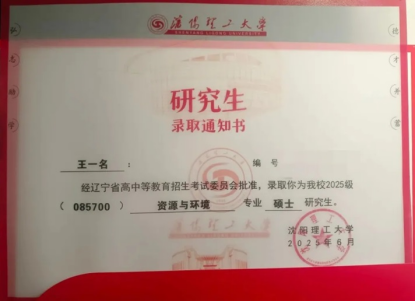 沈阳理工大学
SHENYANG LIGONG UNIVERSITY
研究生
录取通知书
王一名 ： 编 号
经辽宁省高中等教育招生考试委员会批准，录取你为我校2025级
（ 085700 ） 资源与环境 专业 硕士 研究生。
沈阳理工大学
2025年6月